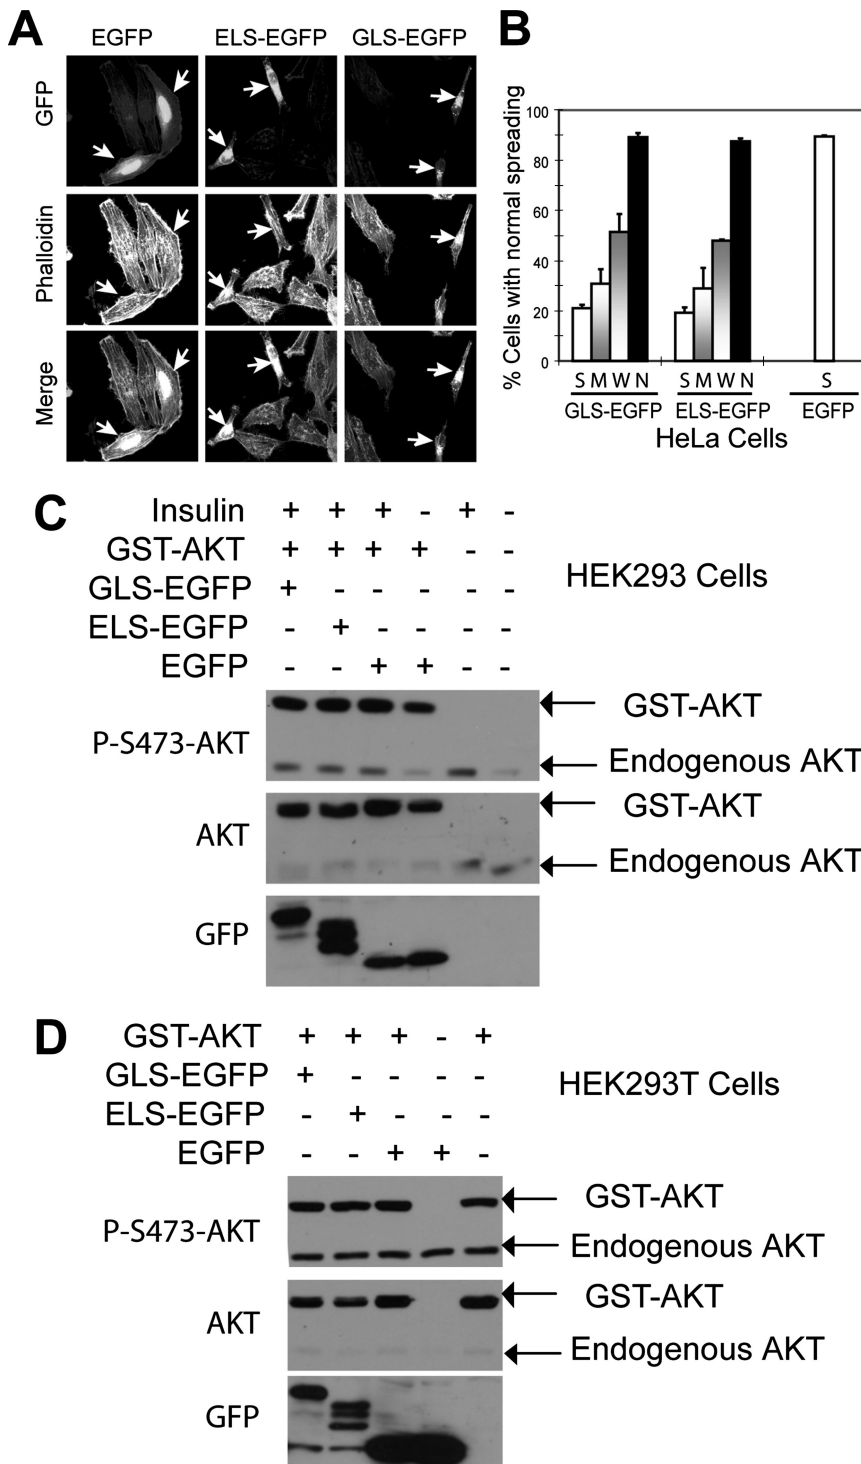 A
EGFP ELS-EGFP GLS-EGFP
GFP
Phalloidin
Merge
B
% Cells with normal spreading
100
80
60
40
20
0
S M W N S M W N S
GLS-EGFP ELS-EGFP EGFP
HeLa Cells
C
Insulin + + + - + -
GST-AKT + + + + - -
GLS-EGFP + - - - - -
ELS-EGFP - + - - - -
EGFP - - + + - -
HEK293 Cells
P-S473-AKT
GST-AKT
Endogenous AKT
AKT
GST-AKT
Endogenous AKT
GFP
D
GST-AKT + + + - +
GLS-EGFP + - - - -
ELS-EGFP - + - - -
EGFP - - + + -
HEK293T Cells
P-S473-AKT
GST-AKT
Endogenous AKT
AKT
GST-AKT
Endogenous AKT
GFP